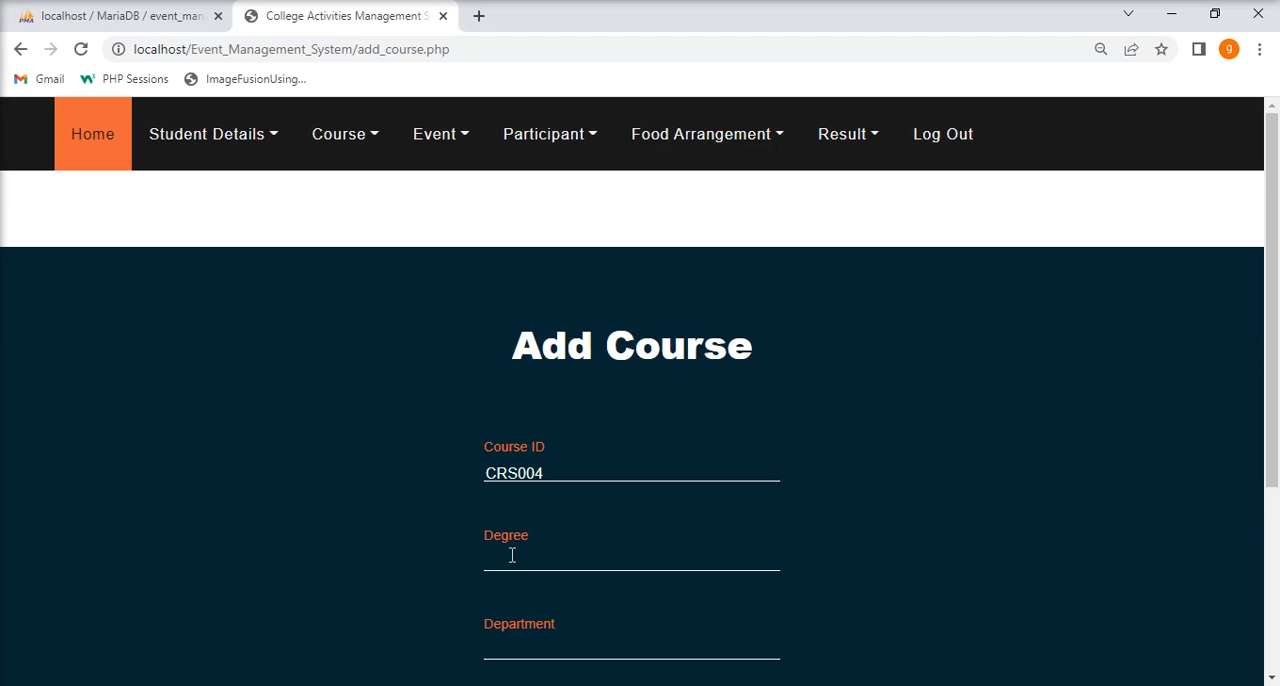 localhost / MariaDB / event_man
College Activities Management S
localhost/Event_Management_System/add_course.php
g
Gmail
PHP Sessions
ImageFusionUsing...
Home
Student Details
Course
Event
Participant
Food Arrangement
Result
Log Out
Add Course
Course ID
CRS004
Degree
Department